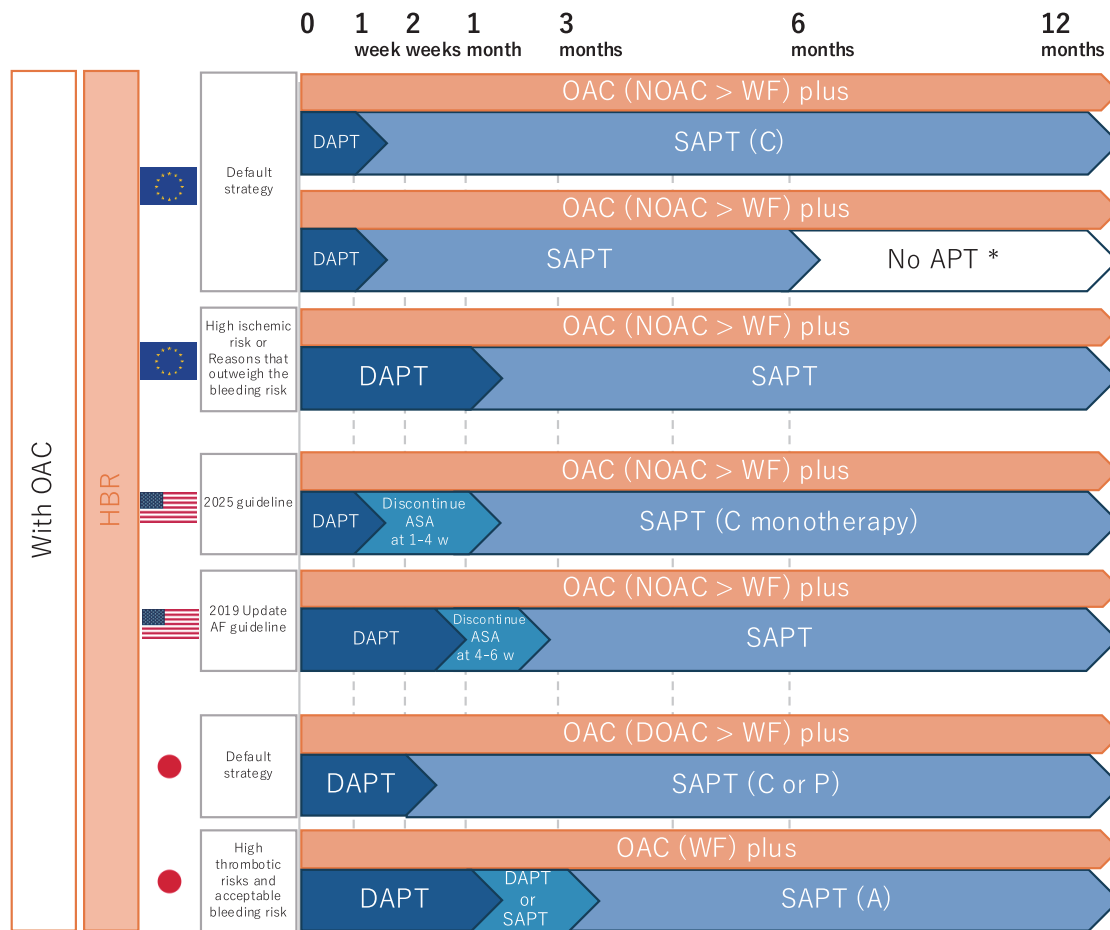 0 1 2 1 3 6 12
week weeks month months months months
With OAC
HBR
Default
strategy
OAC (NOAC > WF) plus
DAPT
SAPT (C)
OAC (NOAC > WF) plus
DAPT
SAPT
No APT *
High ischemic
risk or
Reasons that
outweigh the
bleeding risk
OAC (NOAC > WF) plus
DAPT
SAPT
2025 guideline
OAC (NOAC > WF) plus
DAPT
Discontinue
ASA
at 1-4 w
SAPT (C monotherapy)
2019 Update
AF guideline
OAC (NOAC > WF) plus
DAPT
Discontinue
ASA
at 4-6 w
SAPT
Default
strategy
OAC (DOAC > WF) plus
DAPT
SAPT (C or P)
High
thrombotic
risks and
acceptable
bleeding risk
OAC (WF) plus
DAPT
DAPT
or
SAPT
SAPT (A)